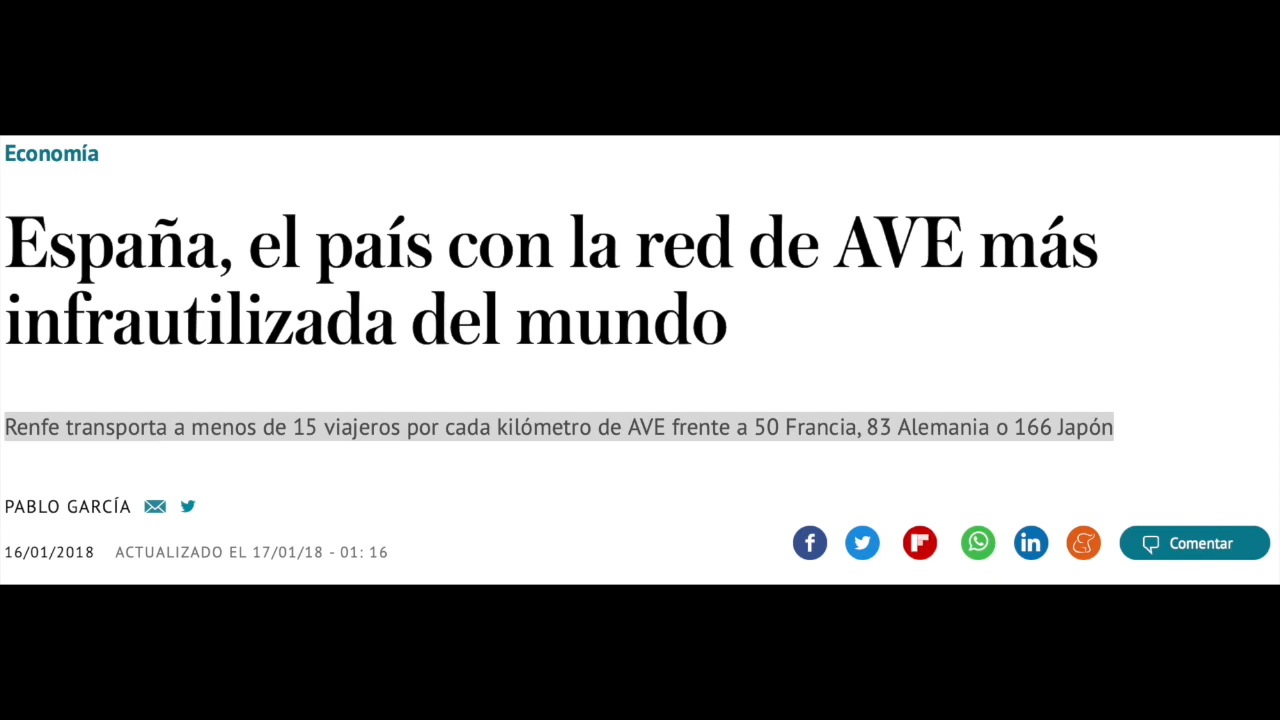 Economía
España, el país con la red de AVE más
infrautilizada del mundo
Renfe transporta a menos de 15 viajeros por cada kilómetro de AVE frente a 50 Francia, 83 Alemania o 166 Japón
PABLO GARCÍA
16/01/2018 ACTUALIZADO EL 17/01/18 - 01: 16
Comentar